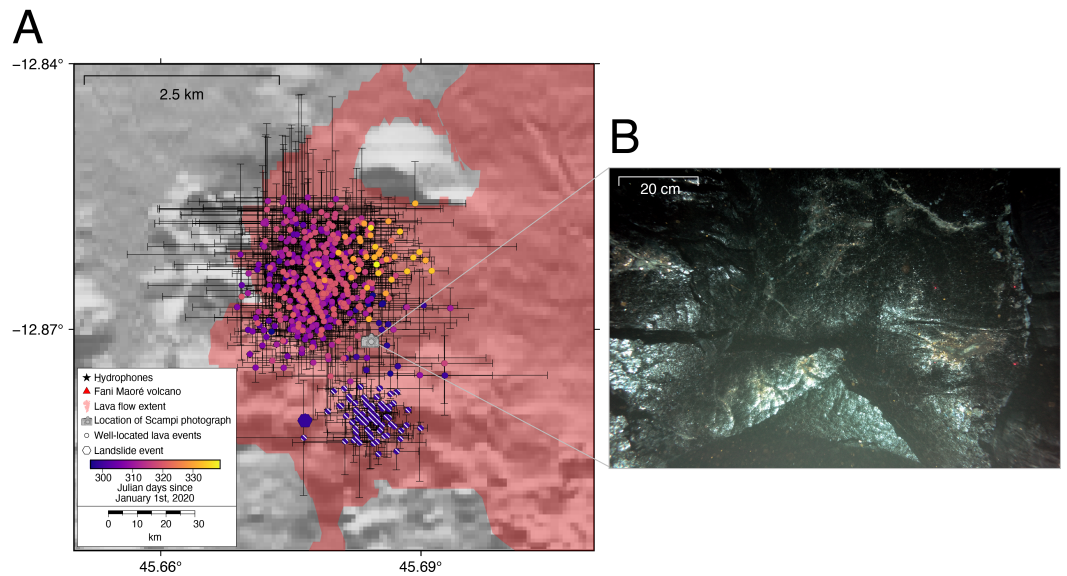 A
−12.84°
2.5 km
B
20 cm
−12.87°
Hydrophones
Fani Maoré volcano
Lava flow extent
Location of Scampi photograph
Well-located lava events
Landslide event
300 310 320 330
Julian days since
January 1st, 2020
0 10 20 30
km
45.66° 45.69°